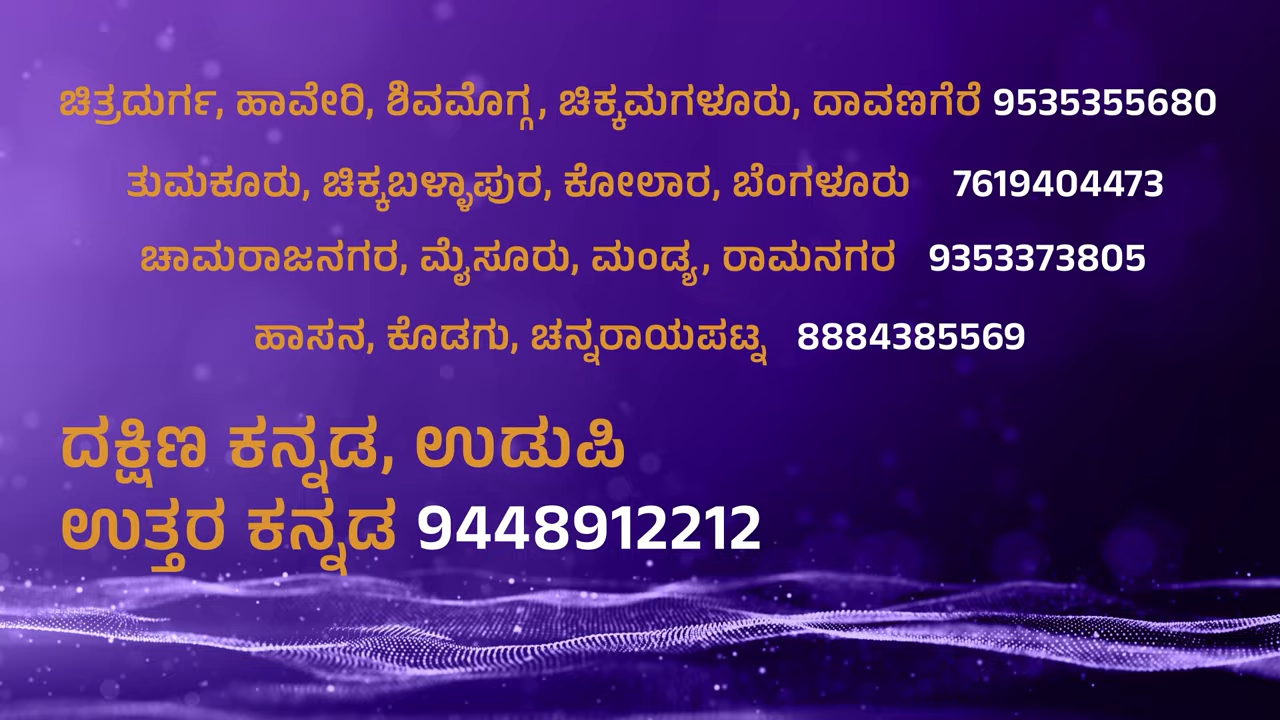 ಚಿತ್ರದುರ್ಗ, ಹಾವೇರಿ, ಶಿವಮೊಗ್ಗ, ಚಿಕ್ಕಮಗಳೂರು, ದಾವಣಗೆರೆ 9535355680
ತುಮಕೂರು, ಚಿಕ್ಕಬಳ್ಳಾಪುರ, ಕೋಲಾರ, ಬೆಂಗಳೂರು 7619404473
ಚಾಮರಾಜನಗರ, ಮೈಸೂರು, ಮಂಡ್ಯ, ರಾಮನಗರ 9353373805
ಹಾಸನ, ಕೊಡಗು, ಚನ್ನರಾಯಪಟ್ನ 8884385569
ದಕ್ಷಿಣ ಕನ್ನಡ, ಉಡುಪಿ
ಉತ್ತರ ಕನ್ನಡ 9448912212